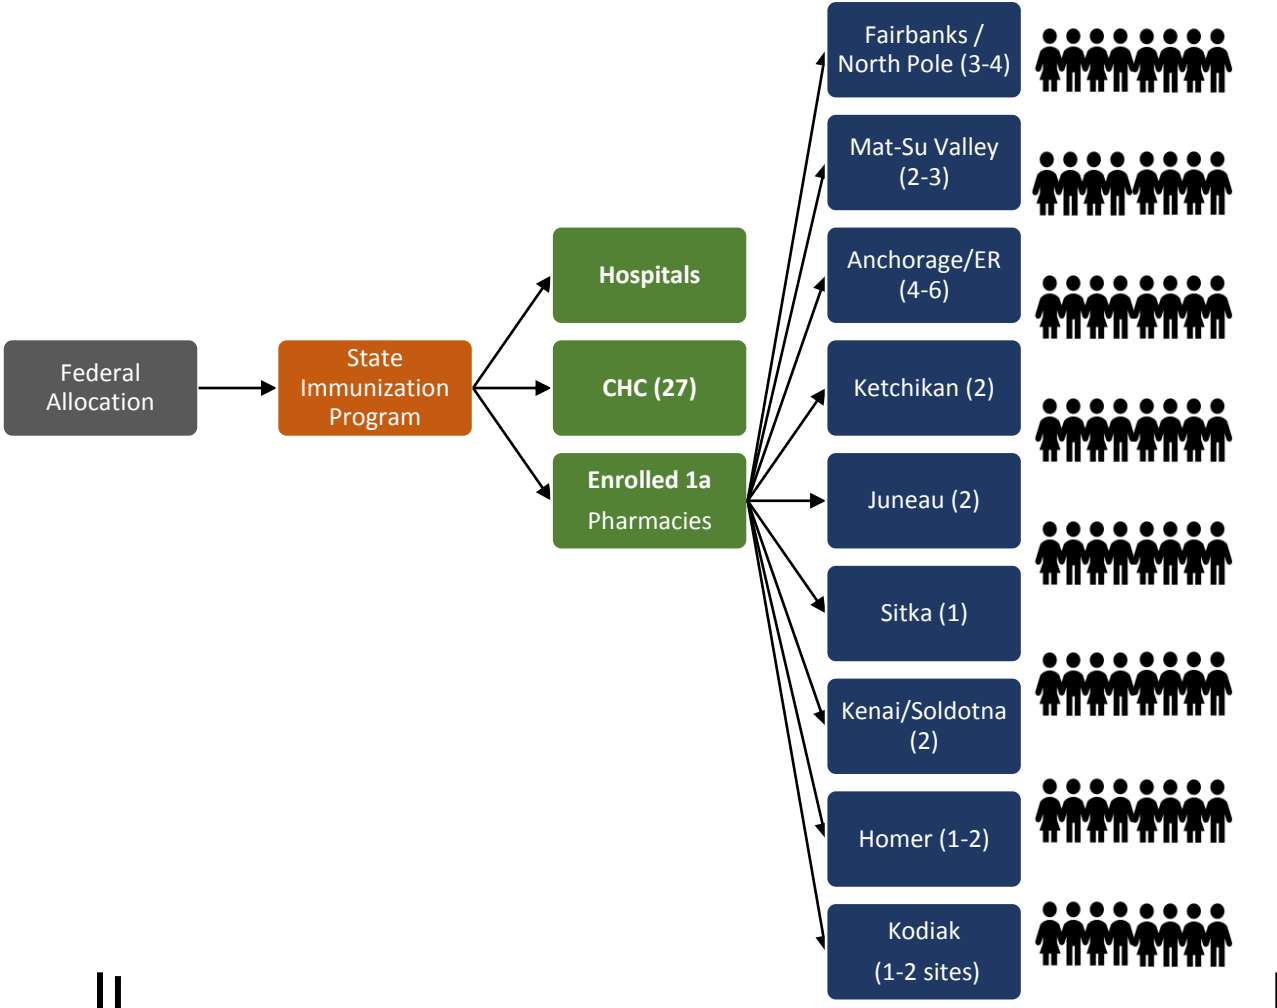 Federal
Allocation
State
Immunization
Program
Hospitals
CHC (27)
Enrolled 1a
Pharmacies
Fairbanks /
North Pole (3-4)
Mat-Su Valley
(2-3)
Anchorage/ER
(4-6)
Ketchikan (2)
Juneau (2)
Sitka (1)
Kenai/Soldotna
(2)
Homer (1-2)
Kodiak
(1-2 sites)